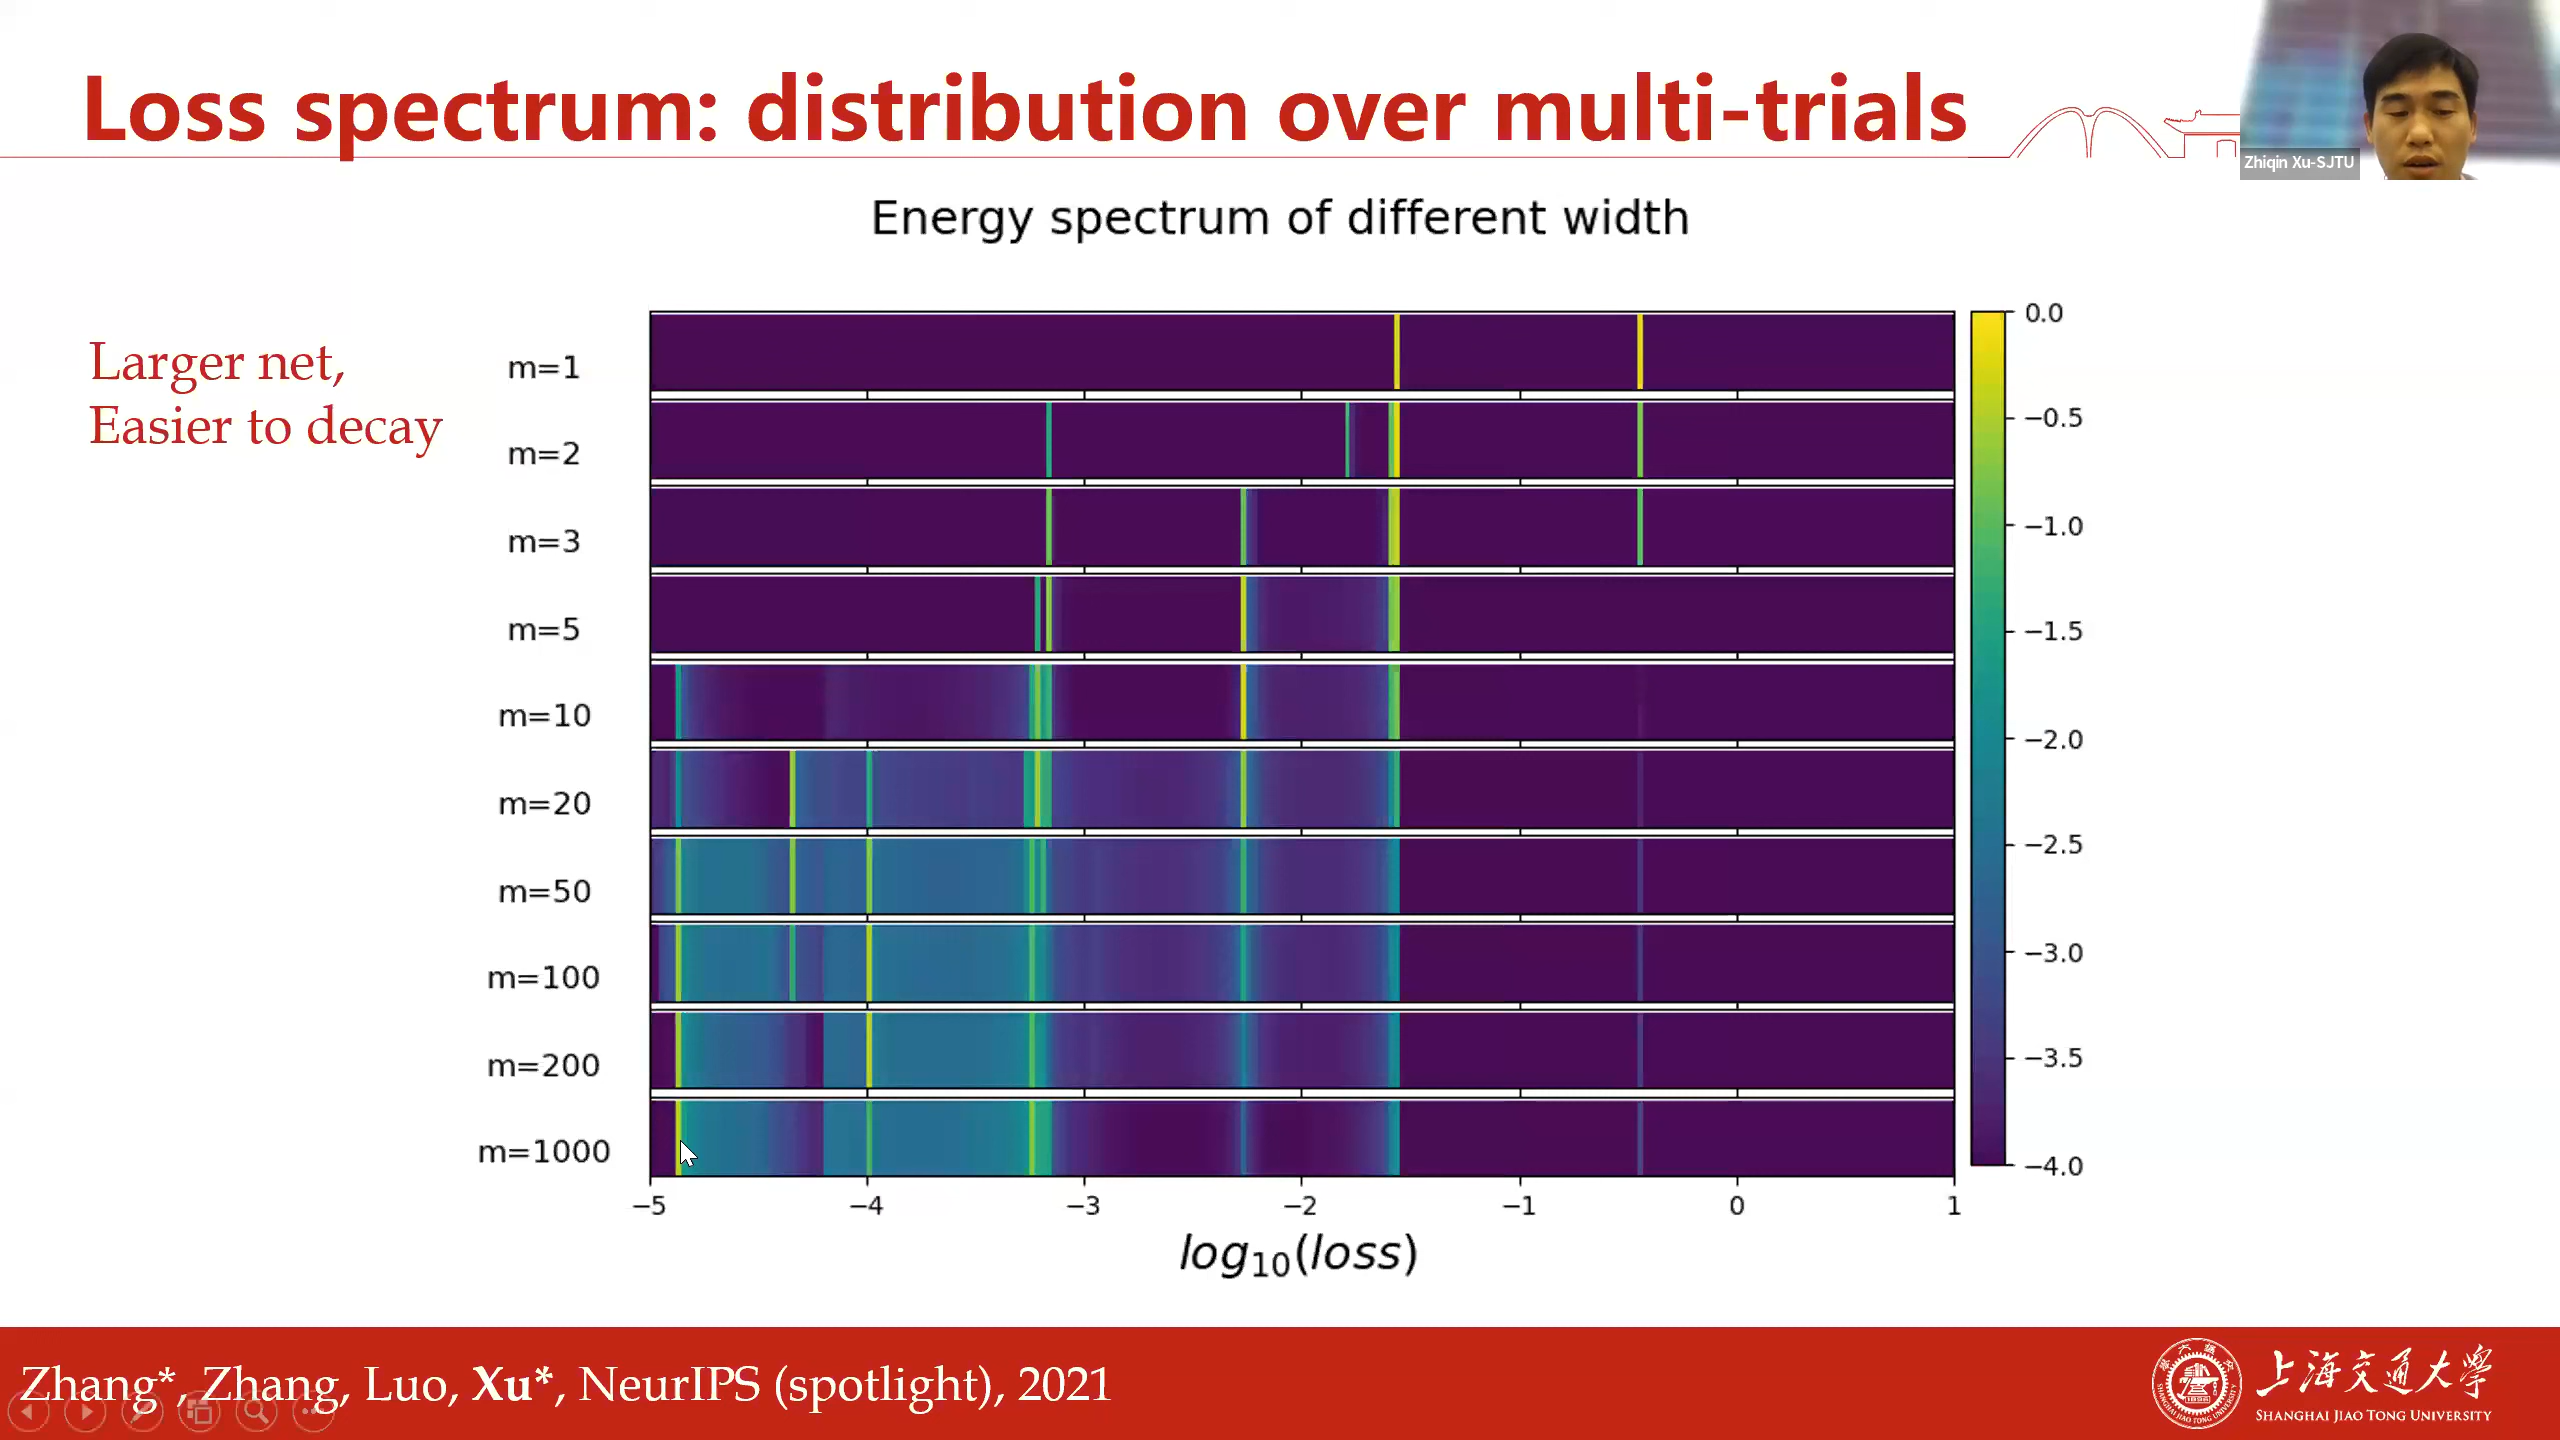 Loss spectrum: distribution over multi-trials
Zhiqin Xu-SJTU
Energy spectrum of different width
Larger net,
Easier to decay
m=1
m=2
m=3
m=5
m=10
m=20
m=50
m=100
m=200
m=1000
0.0
−0.5
−1.0
−1.5
−2.0
−2.5
−3.0
−3.5
−4.0
−5 −4 −3 −2 −1 0 1
log10(loss)
Zhang*, Zhang, Luo, Xu*, NeurIPS (spotlight), 2021
上海交通大学
SHANGHAI JIAO TONG UNIVERSITY